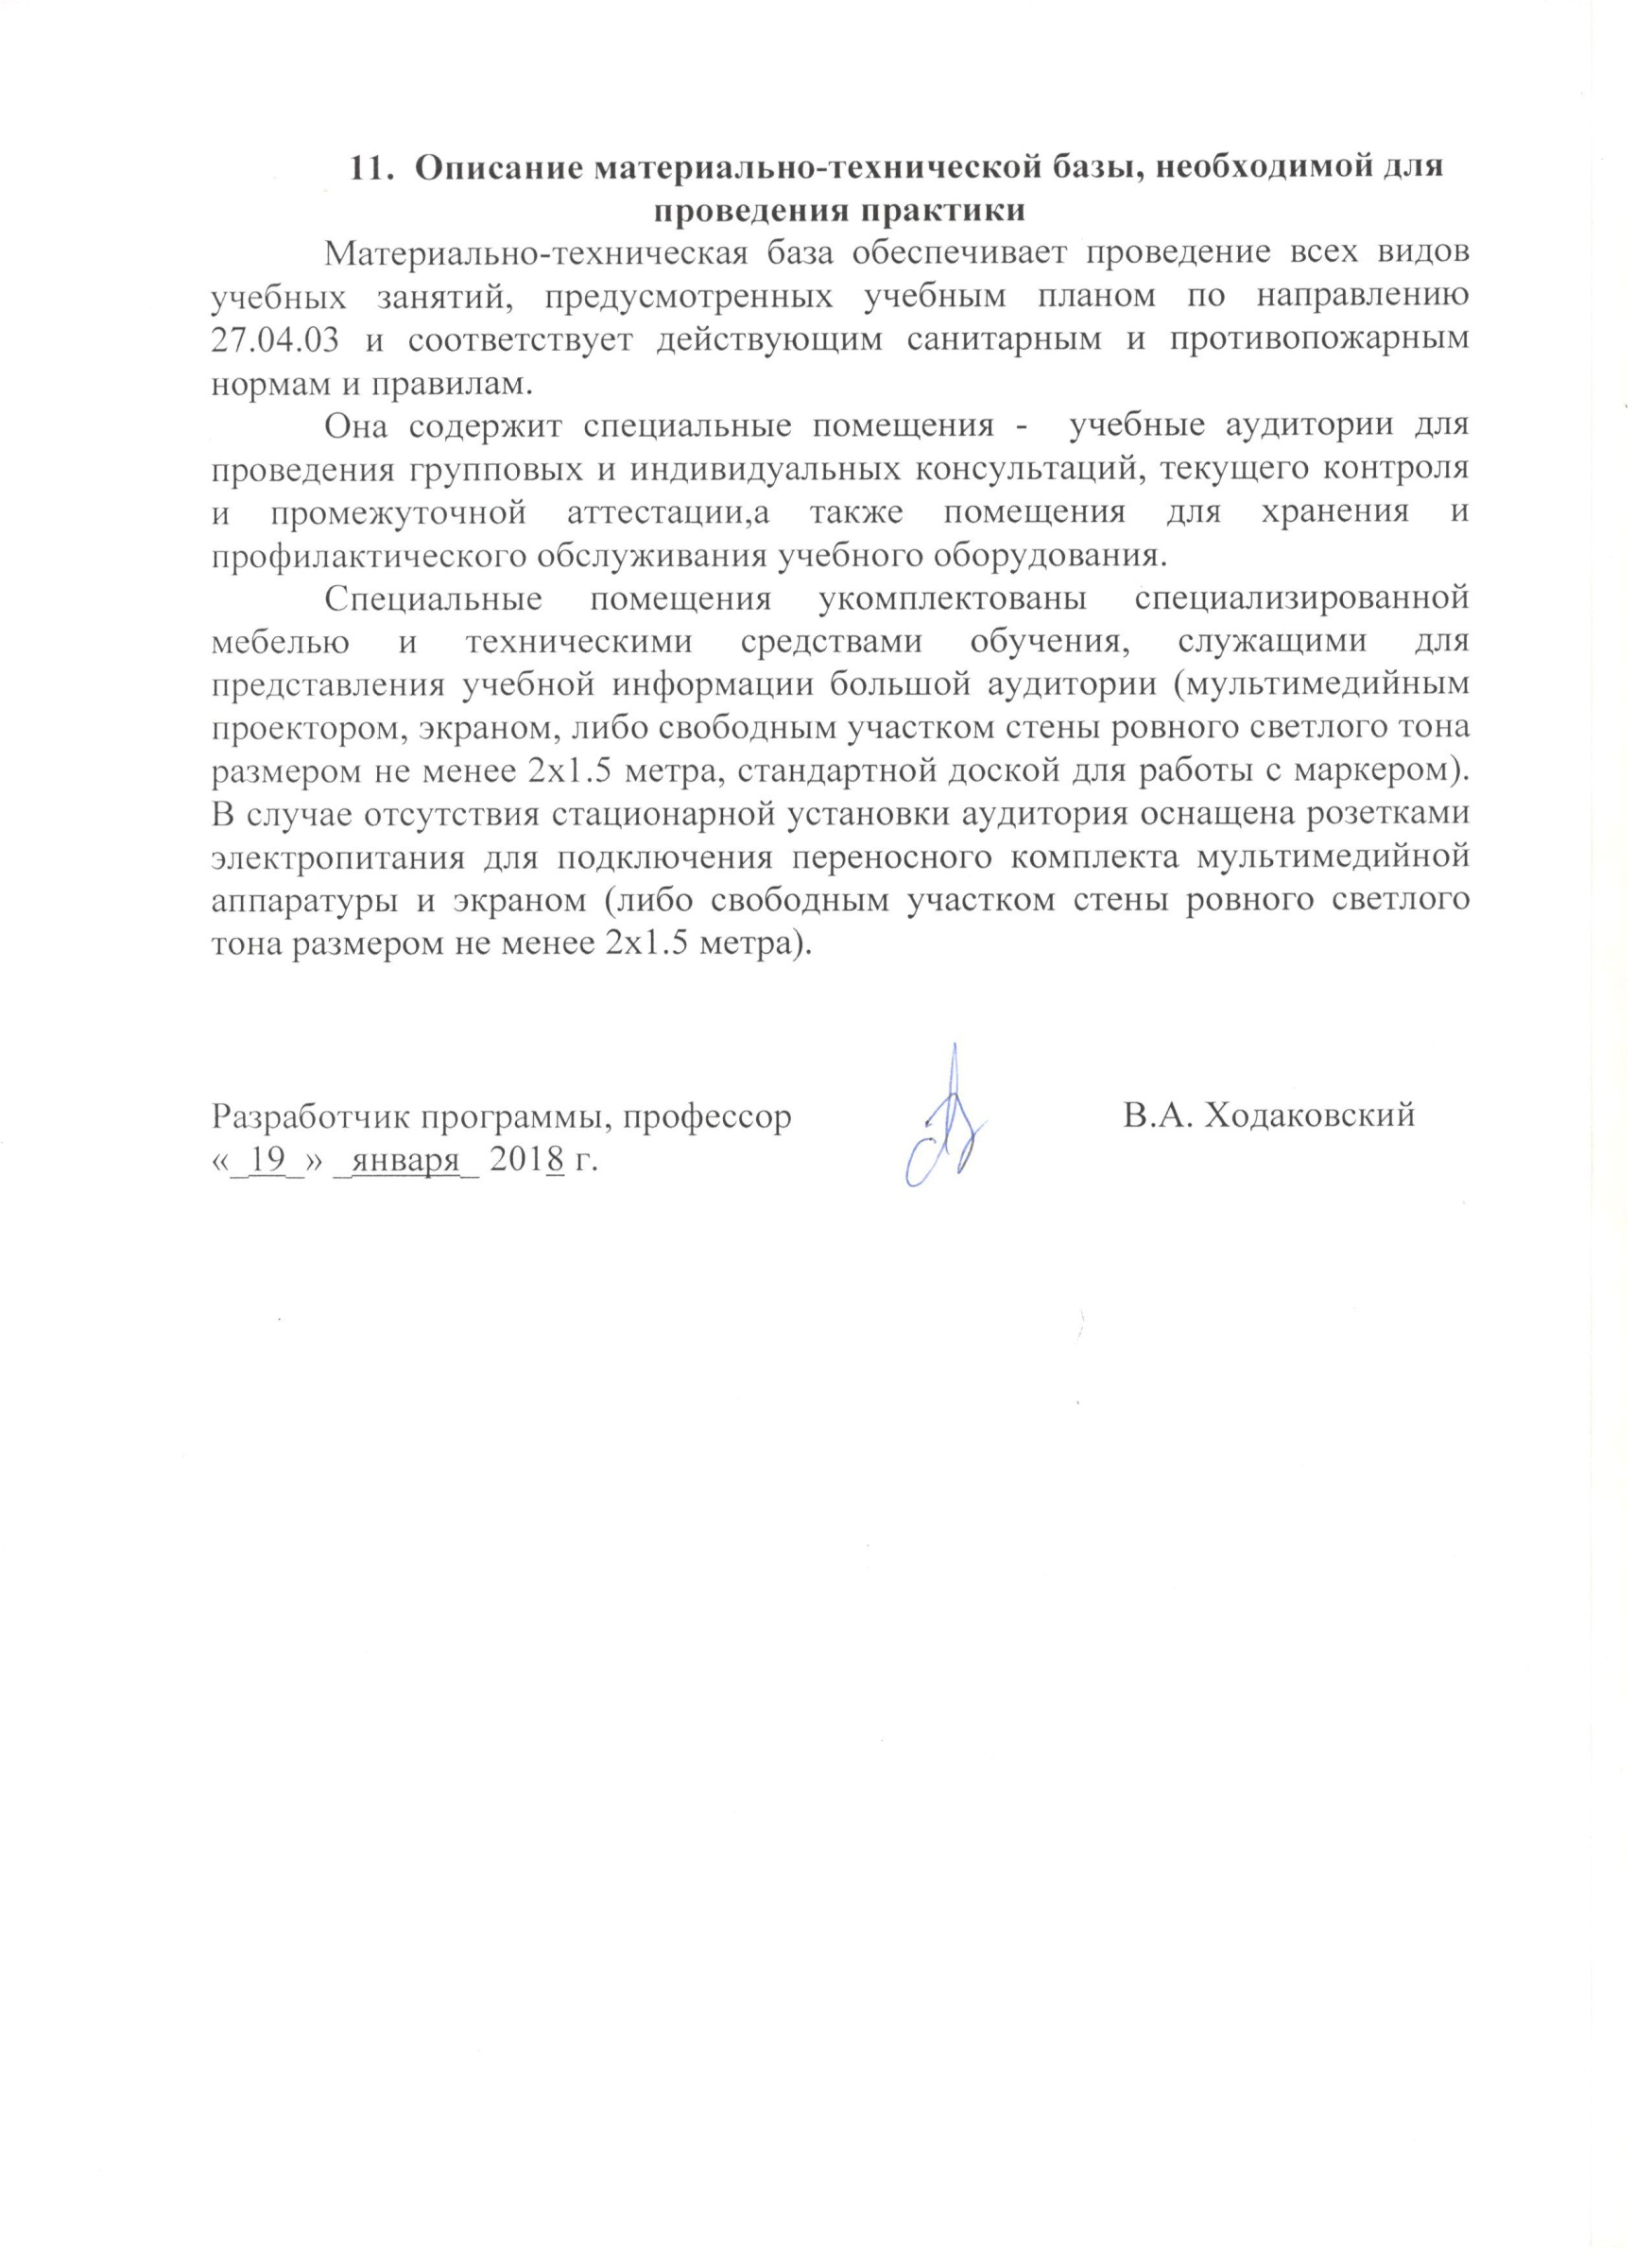 11. Описание материально-технической базы, необходимой для
проведения практики
Материально-техническая база обеспечивает проведение всех видов
учебных занятий, предусмотренных учебным планом по направлению
27.04.03 и соответствует действующим санитарным и противопожарным
нормам и правилам.
Она содержит специальные помещения - учебные аудитории для
проведения групповых и индивидуальных консультаций, текущего контроля
и промежуточной аттестации,а также помещения для хранения и
профилактического обслуживания учебного оборудования.
Специальные помещения укомплектованы специализированной
мебелью и техническими средствами обучения, служащими для
представления учебной информации большой аудитории (мультимедийным
проектором, экраном, либо свободным участком стены ровного светлого тона
размером не менее 2х1.5 метра, стандартной доской для работы с маркером).
В случае отсутствия стационарной установки аудитория оснащена розетками
электропитания для подключения переносного комплекта мультимедийной
аппаратуры и экраном (либо свободным участком стены ровного светлого
тона размером не менее 2х1.5 метра).
Разработчик программы, профессор В.А. Ходаковский
«_19_» _января_ 2018 г.